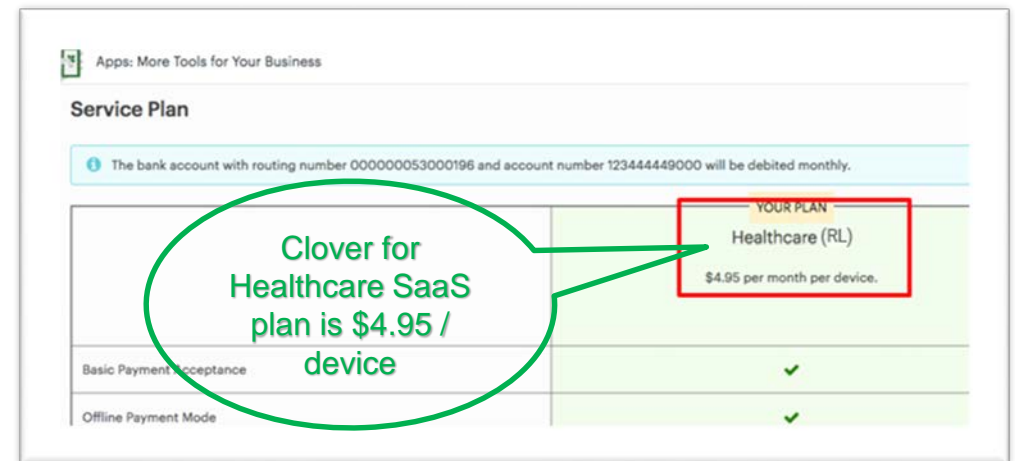 Apps: More Tools for Your Business
Service Plan
The bank account with routing number 000000053000196 and account number 123444449000 will be debited monthly.
YOUR PLAN
Healthcare (RL)
$4.95 per month per device.
Clover for
Healthcare SaaS
plan is $4.95 /
device
Basic Payment Acceptance
Offline Payment Mode